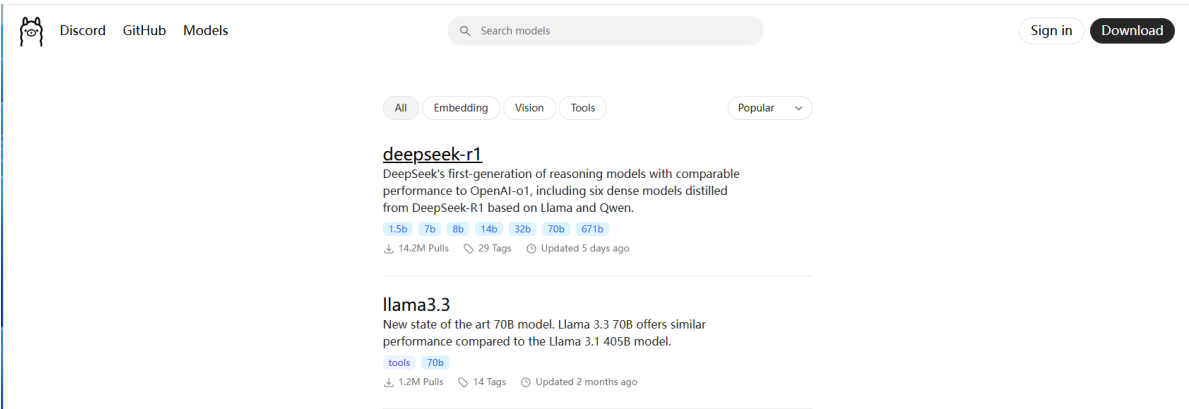 Discord GitHub Models Search models Sign in Download
All Embedding Vision Tools Popular
deepseek-r1
DeepSeek's first-generation of reasoning models with comparable
performance to OpenAI-o1, including six dense models distilled
from DeepSeek-R1 based on Llama and Qwen.
1.5b 7b 8b 14b 32b 70b 671b
14.2M Pulls 29 Tags Updated 5 days ago
llama3.3
New state of the art 70B model. Llama 3.3 70B offers similar
performance compared to the Llama 3.1 405B model.
tools 70b
1.2M Pulls 14 Tags Updated 2 months ago